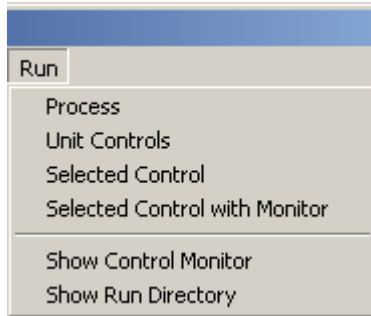 Run
Process
Unit Controls
Selected Control
Selected Control with Monitor
Show Control Monitor
Show Run Directory